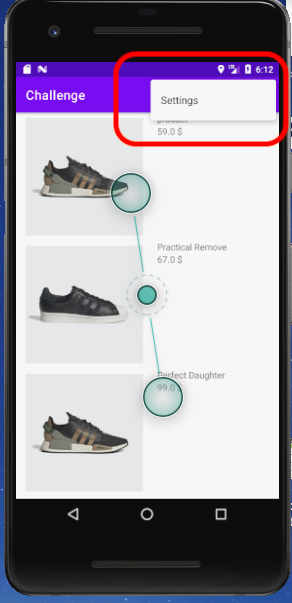 6:12
Challenge
Settings
product
59.0 $
Practical Remove
67.0 $
Perfect Daughter
99.0